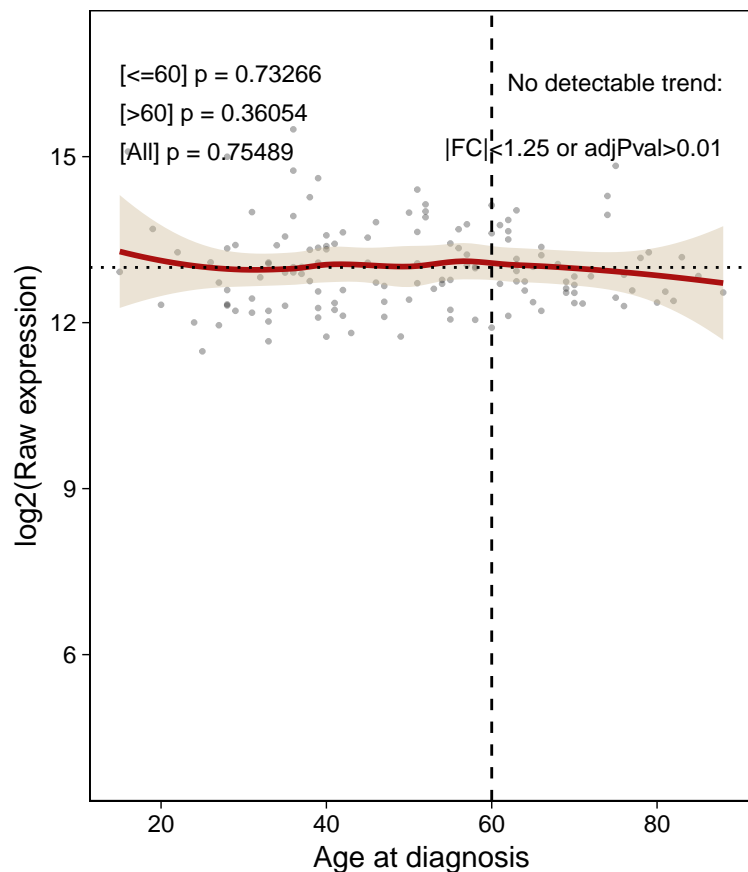 [<=60] p = 0.73266
[>60] p = 0.36054
[All] p = 0.75489
No detectable trend:
|FC|<1.25 or adjPval>0.01
15
12
9
6
log2(Raw expression)
20
40
60
80
Age at diagnosis